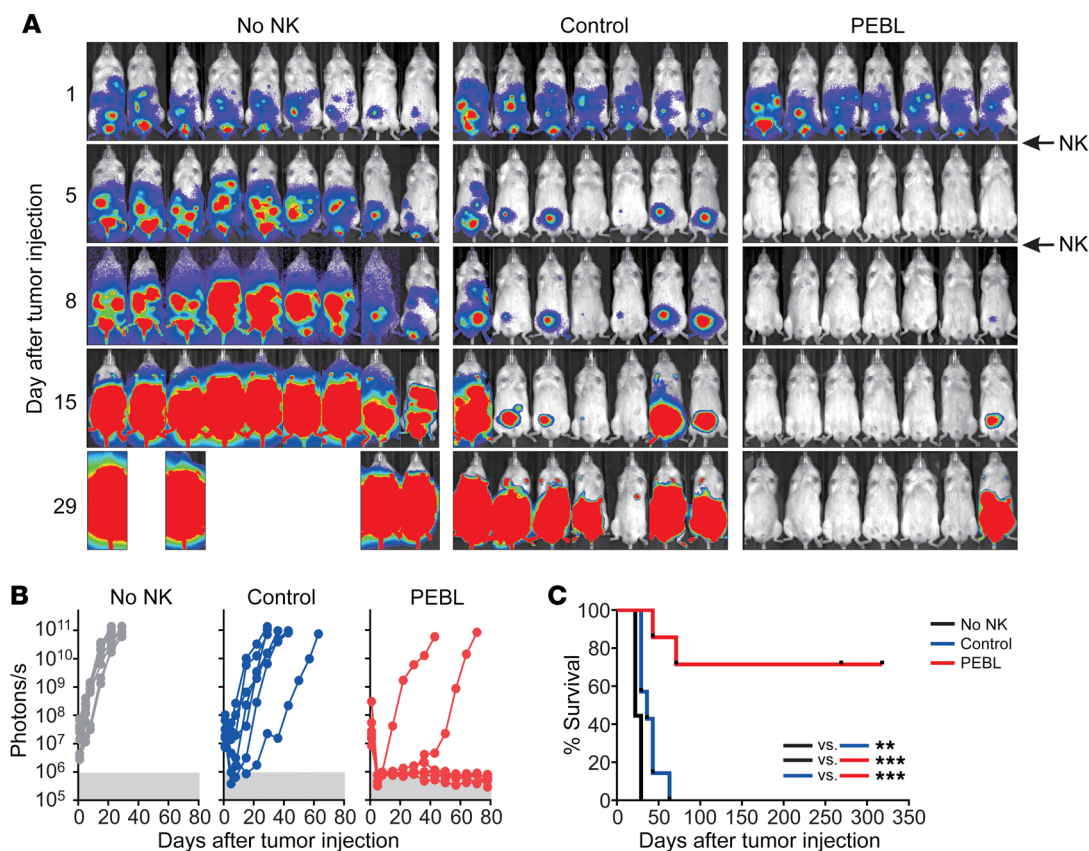 A
No NK
Control
PEBL
Day after tumor injection
1
NK
5
NK
8
15
29
B
No NK
Control
PEBL
Photons/s
10^11
10^10
10^9
10^8
10^7
10^6
10^5
0 20 40 60 80 0 20 40 60 80 0 20 40 60 80
Days after tumor injection
C
% Survival
100
80
60
40
20
0
No NK
Control
PEBL
vs. **
vs. ***
vs. ***
0 50 100 150 200 250 300 350
Days after tumor injection